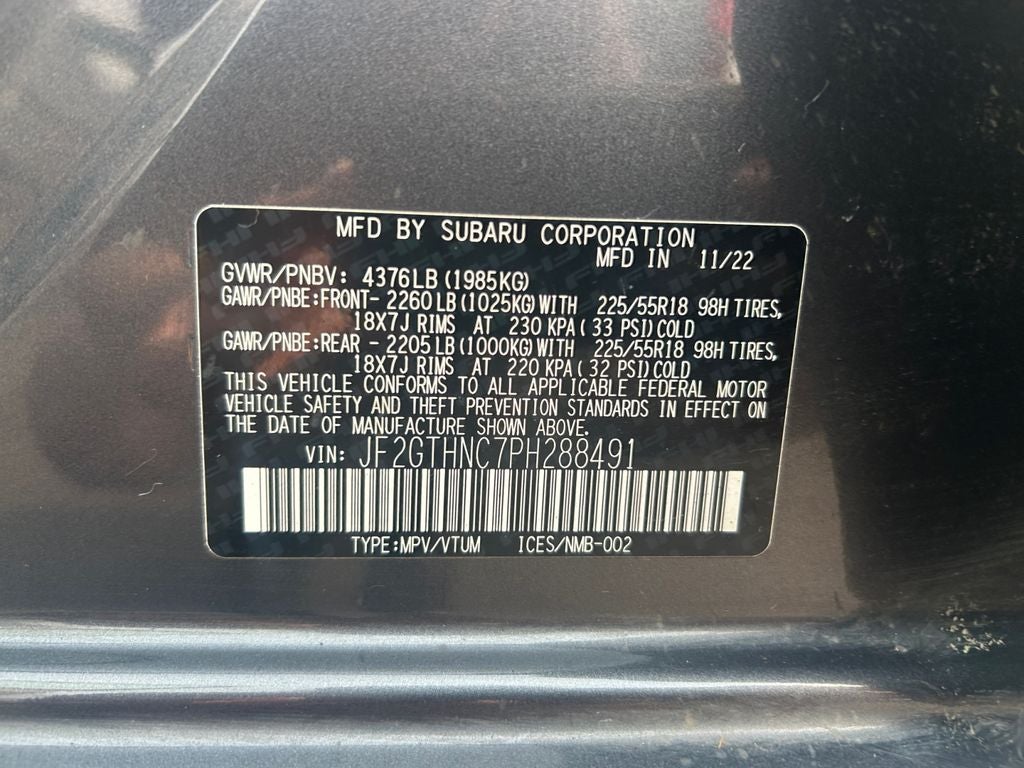 MFD BY SUBARU CORPORATION
MFD IN 11/22
GVWR/PNBV: 4376LB (1985KG)
GAWR/PNBE:FRONT- 2260LB (1025KG) WITH 225/55R18 98H TIRES,
18X7J RIMS AT 230 KPA ( 33 PSI) COLD
GAWR/PNBE:REAR - 2205LB (1000KG) WITH 225/55R18 98H TIRES,
18X7J RIMS AT 220 KPA ( 32 PSI) COLD
THIS VEHICLE CONFORMS TO ALL APPLICABLE FEDERAL MOTOR
VEHICLE SAFETY AND THEFT PREVENTION STANDARDS IN EFFECT ON
THE DATE OF MANUFACTURE SHOWN ABOVE.
VIN: JF2GTHNC7PH288491
TYPE:MPV/VTUM ICES/NMB-002